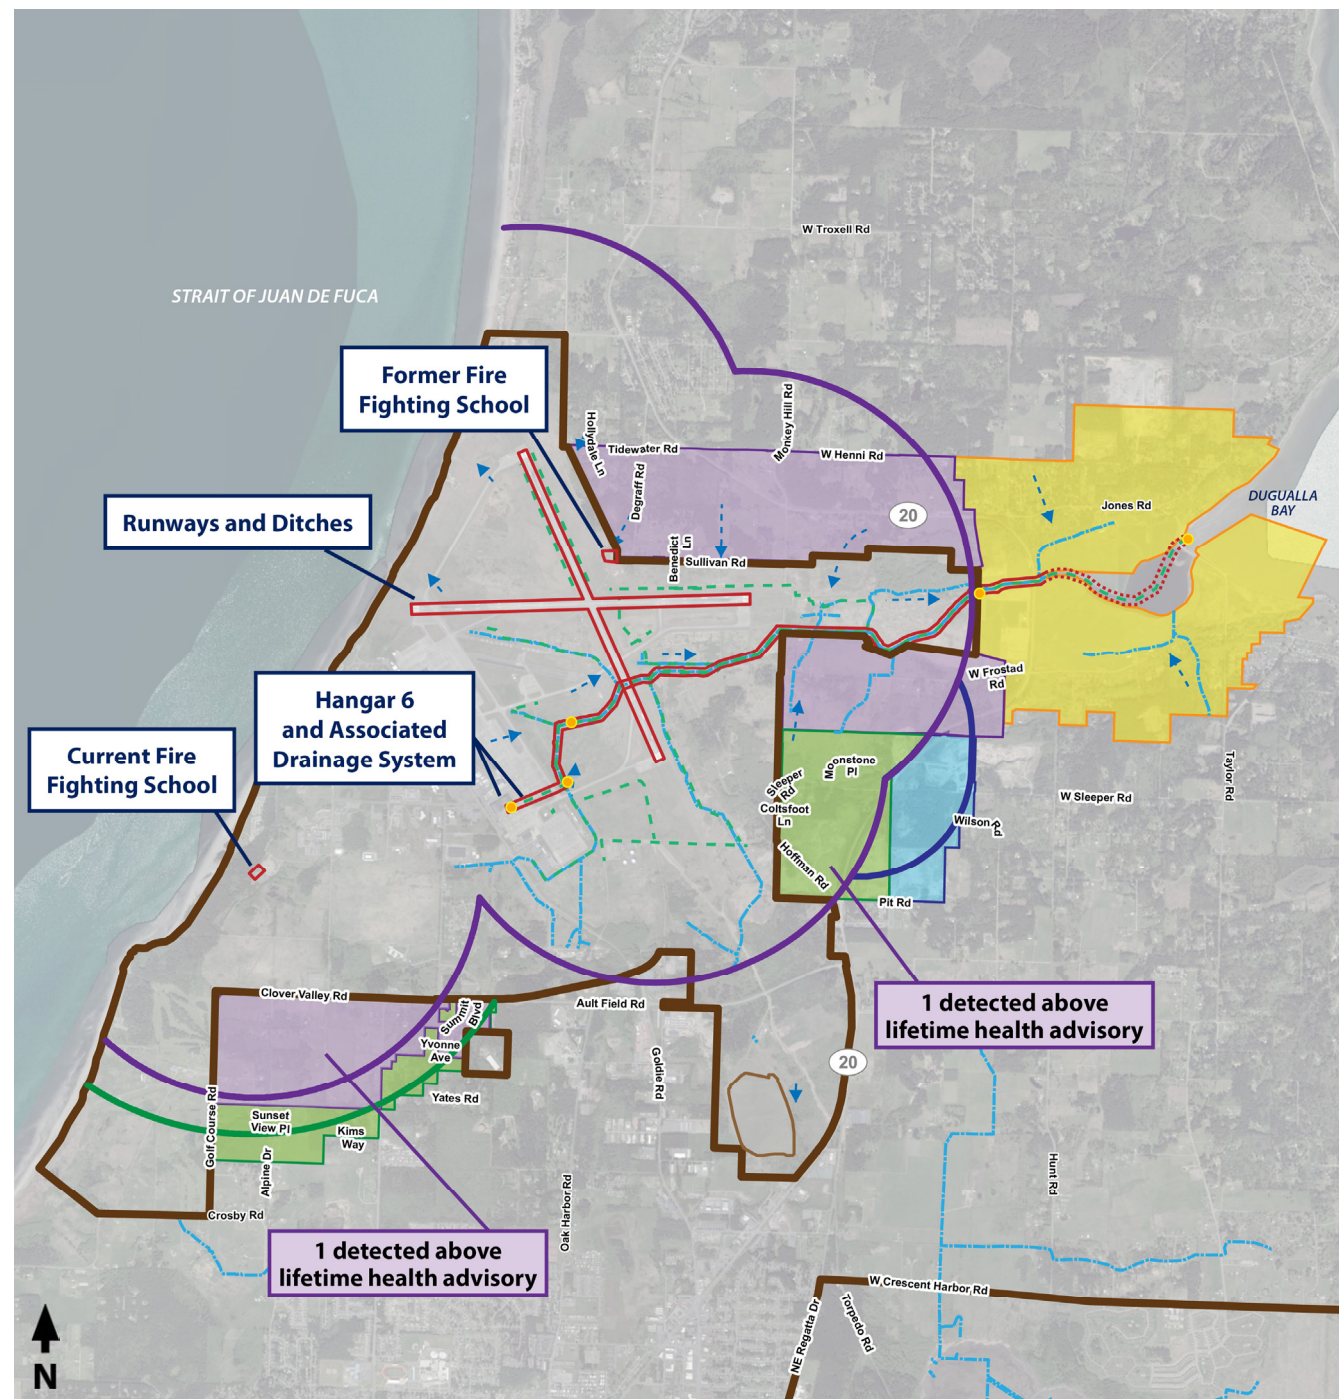 W Troxell Rd
STRAIT OF JUAN DE FUCA
Former Fire
Fighting School
Monkey Hill Rd
Hollydale Ln
Tidewater Rd
W Henni Rd
Degraff Rd
DUGUALLA
BAY
Jones Rd
20
Runways and Ditches
Benedict
Ln
Sullivan Rd
W Frostad
Rd
Hangar 6
and Associated
Drainage System
Current Fire
Fighting School
Moonstone
Pl
Sleeper
Rd
Coltsfoot
Ln
Taylor Rd
W Sleeper Rd
Wilson Rd
Hoffman Rd
Pit Rd
Clover Valley Rd
Ault Field Rd
Summit
Blvd
1 detected above
lifetime health advisory
Yvonne
Ave
Goldie Rd
20
Yates Rd
Golf Course Rd
Sunset
View Pl
Kims
Way
Alpine Dr
Hunt Rd
Oak Harbor Rd
Crosby Rd
1 detected above
lifetime health advisory
W Crescent Harbor Rd
NE Regatta Dr
Torpedo Rd
N